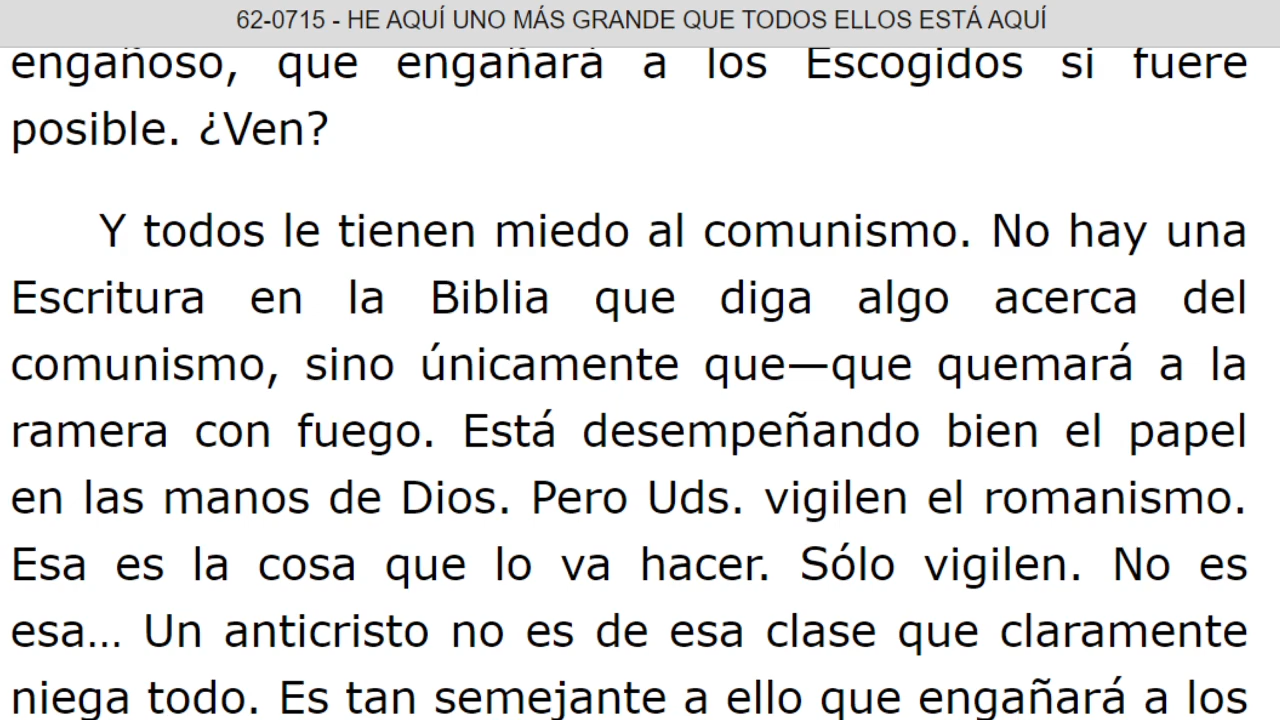 62-0715 - HE AQUÍ UNO MÁS GRANDE QUE TODOS ELLOS ESTÁ AQUÍ
engañoso, que engañará a los Escogidos si fuere
posible. ¿Ven?
Y todos le tienen miedo al comunismo. No hay una
Escritura en la Biblia que diga algo acerca del
comunismo, sino únicamente que—que quemará a la
ramera con fuego. Está desempeñando bien el papel
en las manos de Dios. Pero Uds. vigilen el romanismo.
Esa es la cosa que lo va hacer. Sólo vigilen. No es
esa… Un anticristo no es de esa clase que claramente
niega todo. Es tan semejante a ello que engañará a los